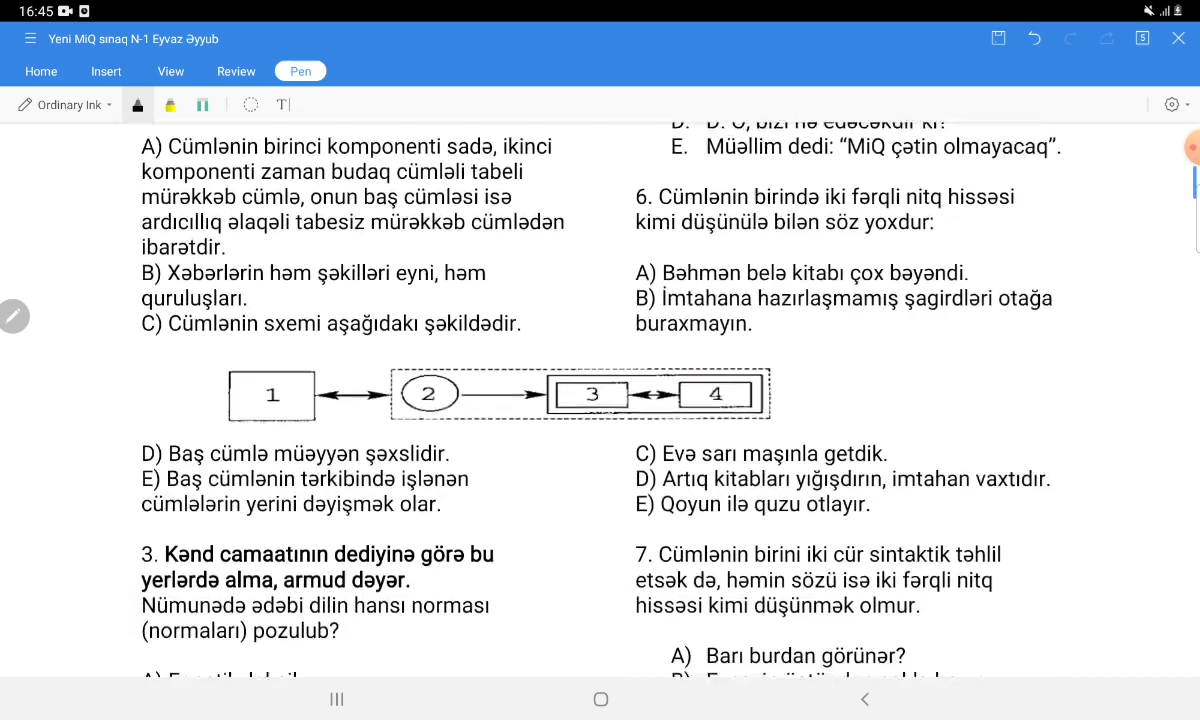 16:45
Yeni MiQ sınaq N-1 Eyvaz Əyyub
5
Home Insert View Review Pen
Ordinary Ink
T|
A) Cümlənin birinci komponenti sadə, ikinci
komponenti zaman budaq cümləli tabeli
mürəkkəb cümlə, onun baş cümləsi isə
ardıcıllıq əlaqəli tabesiz mürəkkəb cümlədən
ibarətdir.
B) Xəbərlərin həm şəkilləri eyni, həm
quruluşları.
C) Cümlənin sxemi aşağıdakı şəkildədir.
1 2 3 4
D) Baş cümlə müəyyən şəxslidir.
E) Baş cümlənin tərkibində işlənən
cümlələrin yerini dəyişmək olar.
3. Kənd camaatının dediyinə görə bu
yerlərdə alma, armud dəyər.
Nümunədə ədəbi dilin hansı norması
(normaları) pozulub?
D. D. O, bizi nə edəcəkdir ki?
E. Müəllim dedi: “MiQ çətin olmayacaq”.
6. Cümlənin birində iki fərqli nitq hissəsi
kimi düşünülə bilən söz yoxdur:
A) Bəhmən belə kitabı çox bəyəndi.
B) İmtahana hazırlaşmamış şagirdləri otağa
buraxmayın.
C) Evə sarı maşınla getdik.
D) Artıq kitabları yığışdırın, imtahan vaxtıdır.
E) Qoyun ilə quzu otlayır.
7. Cümlənin birini iki cür sintaktik təhlil
etsək də, həmin sözü isə iki fərqli nitq
hissəsi kimi düşünmək olmur.
A) Barı burdan görünər?